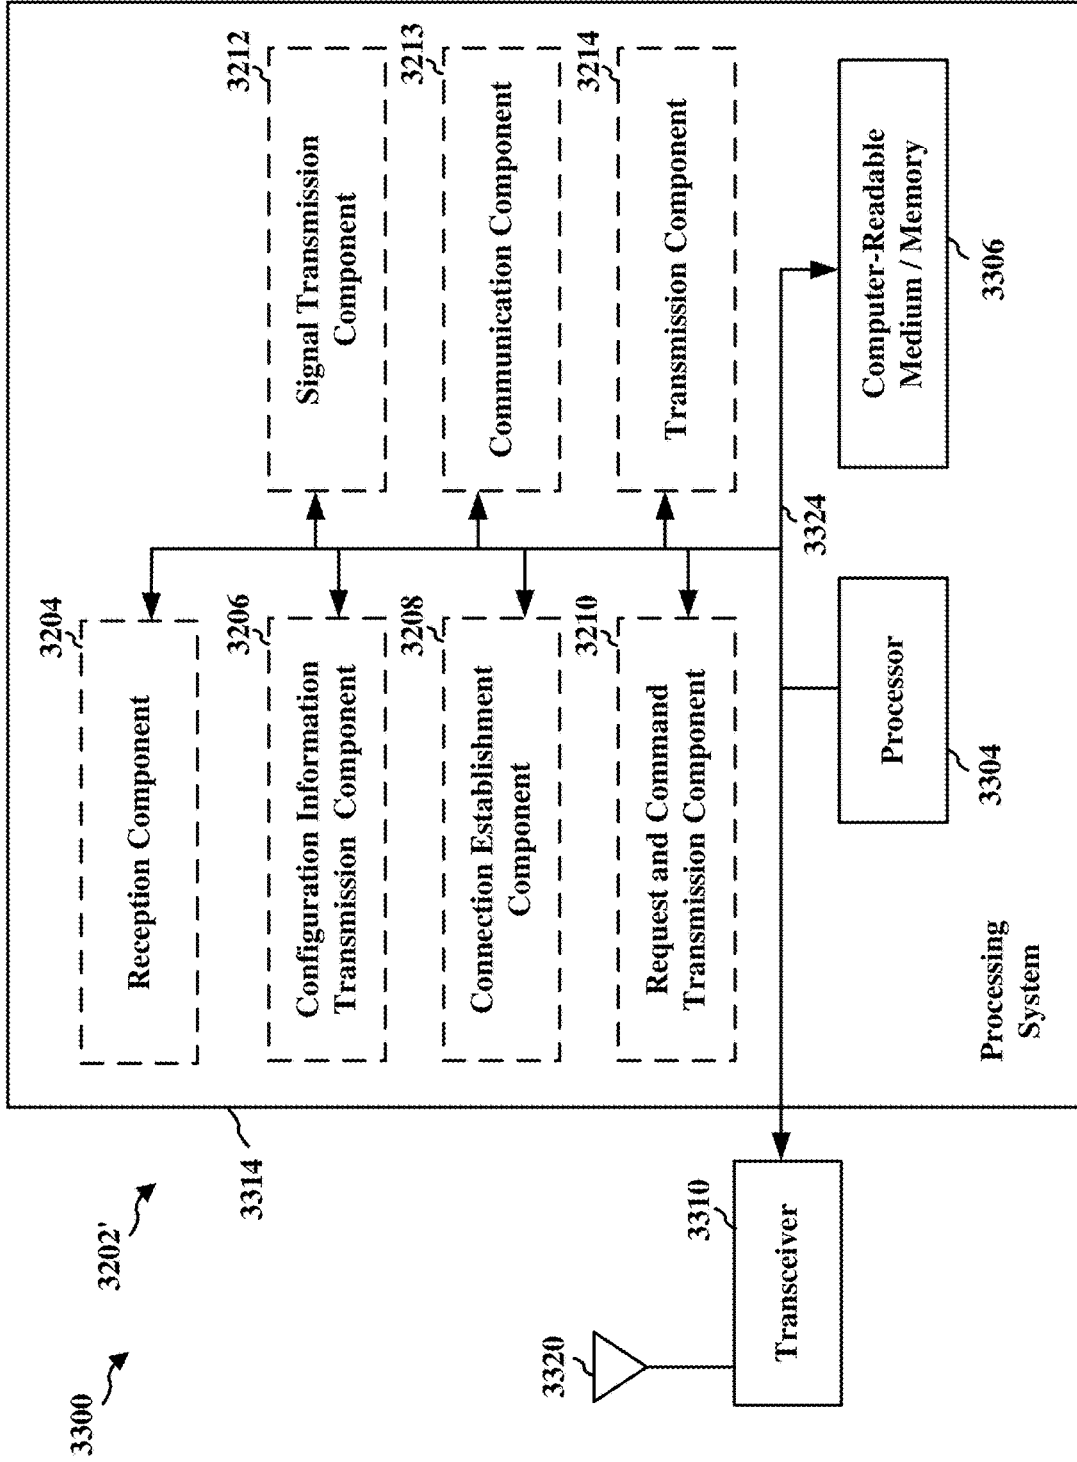 3300
3202'
3314
3204
Reception Component
3206
Configuration Information
Transmission Component
3212
Signal Transmission
Component
3208
Connection Establishment
Component
3213
Communication Component
3210
Request and Command
Transmission Component
3214
Transmission Component
3320
3310
Transceiver
3324
Processor
3304
Computer-Readable
Medium / Memory
3306
Processing
System